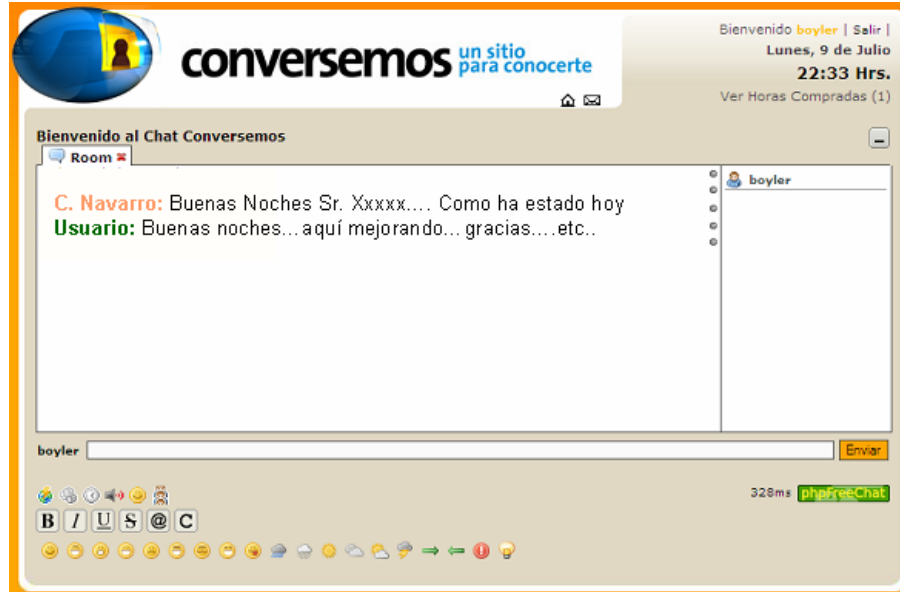 Bienvenido boyler | Salir |
conversemos un sitio
para conocerte
Lunes, 9 de Julio
22:33 Hrs.
Ver Horas Compradas (1)
Bienvenido al Chat Conversemos
Room
boyler
C. Navarro: Buenas Noches Sr. Xxxxx.... Como ha estado hoy
Usuario: Buenas noches...aquí mejorando...gracias....etc..
boyler
Enviar
328ms phpFreeChat
B I U S @ C